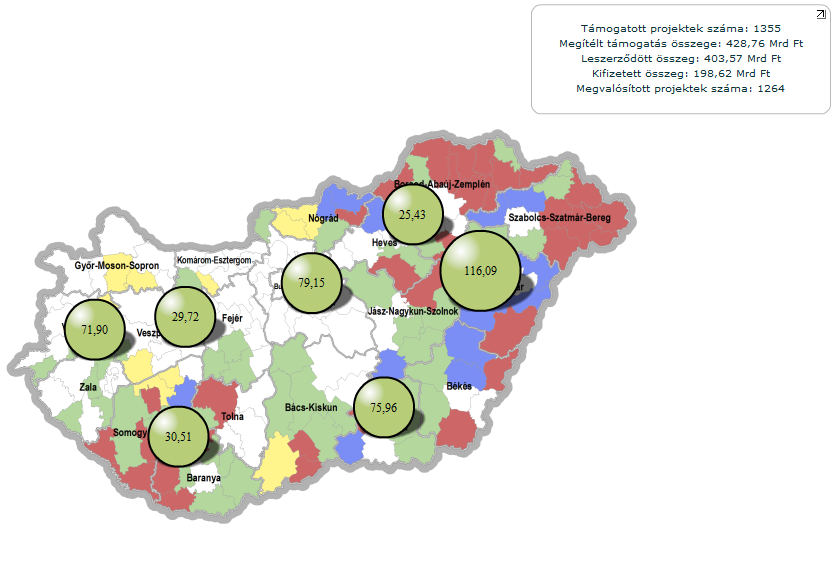 Támogatott projektek száma: 1355
Megítélt támogatás összege: 428,76 Mrd Ft
Leszerződött összeg: 403,57 Mrd Ft
Kifizetett összeg: 198,62 Mrd Ft
Megvalósított projektek száma: 1264
25,43
Nógrád
Szabolcs-Szatmár-Bereg
Heves
Győr-Moson-Sopron
Komárom-Esztergom
116,09
79,15
Jász-Nagykun-Szolnok
29,72
Fejér
71,90
Zala
Békés
Bács-Kiskun
75,96
Tolna
Somogy
30,51
Baranya